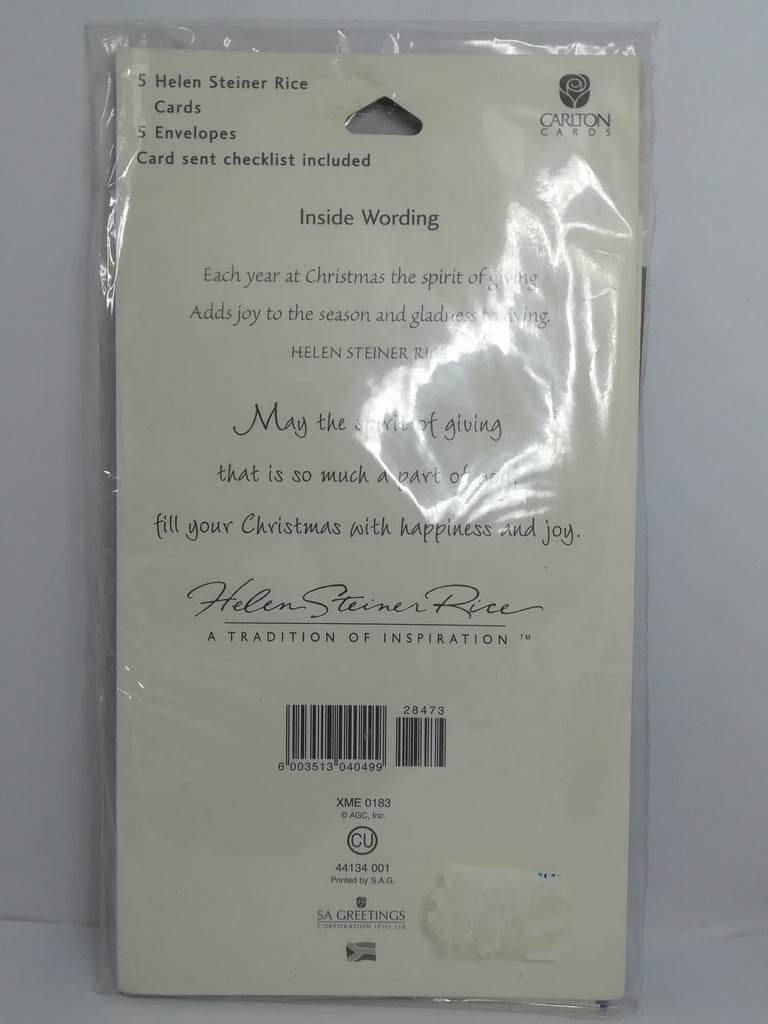 5 Helen Steiner Rice
Cards
5 Envelopes
Card sent checklist included
CARLTON
CARDS
Inside Wording
Each year at Christmas the spirit of giving
Adds joy to the season and gladness to living.
HELEN STEINER RICE
May the spirit of giving
that is so much a part of you,
fill your Christmas with happiness and joy.
Helen Steiner Rice
A TRADITION OF INSPIRATION ™
28473
6 003513 040499
XME 0183
© AGC, Inc.
CU
44134 001
Printed by S.A.G.
SA GREETINGS
CORPORATION (Pty) Ltd